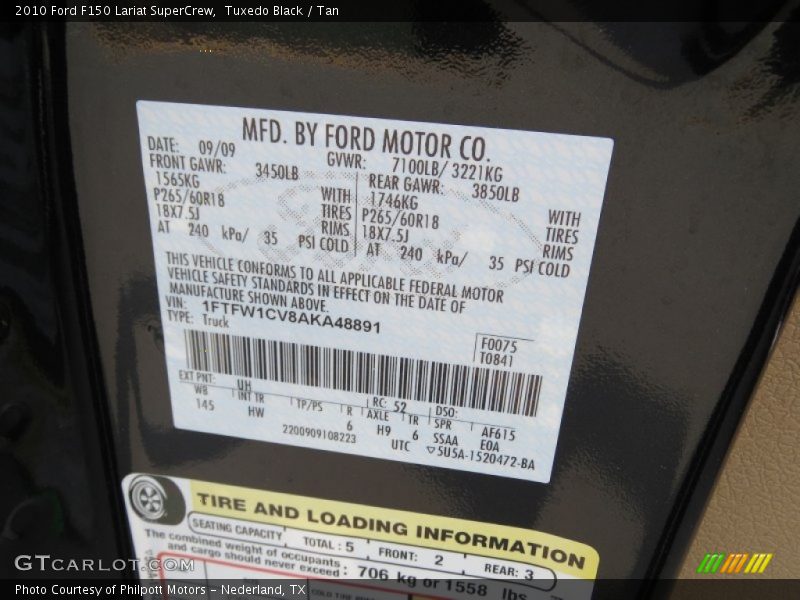 2010 Ford F150 Lariat SuperCrew,  Tuxedo Black / Tan
MFD. BY FORD MOTOR CO.
DATE: 09/09 GVWR: 7100LB/ 3221KG
FRONT GAWR: 3450LB REAR GAWR: 3850LB
1565KG WITH 1746KG WITH
P265/60R18 TIRES P265/60R18 TIRES
18X7.5J RIMS 18X7.5J RIMS
AT 240 kPa/ 35 PSI COLD AT 240 kPa/ 35 PSI COLD
THIS VEHICLE CONFORMS TO ALL APPLICABLE FEDERAL MOTOR
VEHICLE SAFETY STANDARDS IN EFFECT ON THE DATE OF
MANUFACTURE SHOWN ABOVE.
VIN: 1FTFW1CV8AKA48891
TYPE: Truck
F0075
T0841
EXT PNT: UH RC: 52 DSO:
WB INT TR TP/PS R AXLE TR SPR AF615
145 HW 6 H9 6 SSAA E0A
2200909108223 UTC ▽5U5A-1520472-BA
TIRE AND LOADING INFORMATION
SEATING CAPACITY TOTAL : 5 FRONT: 2 REAR: 3
The combined weight of occupants
and cargo should never exceed : 706 kg or 1558 lbs.
GTCARLOT.COM
Photo Courtesy of Philpott Motors – Nederland, TX